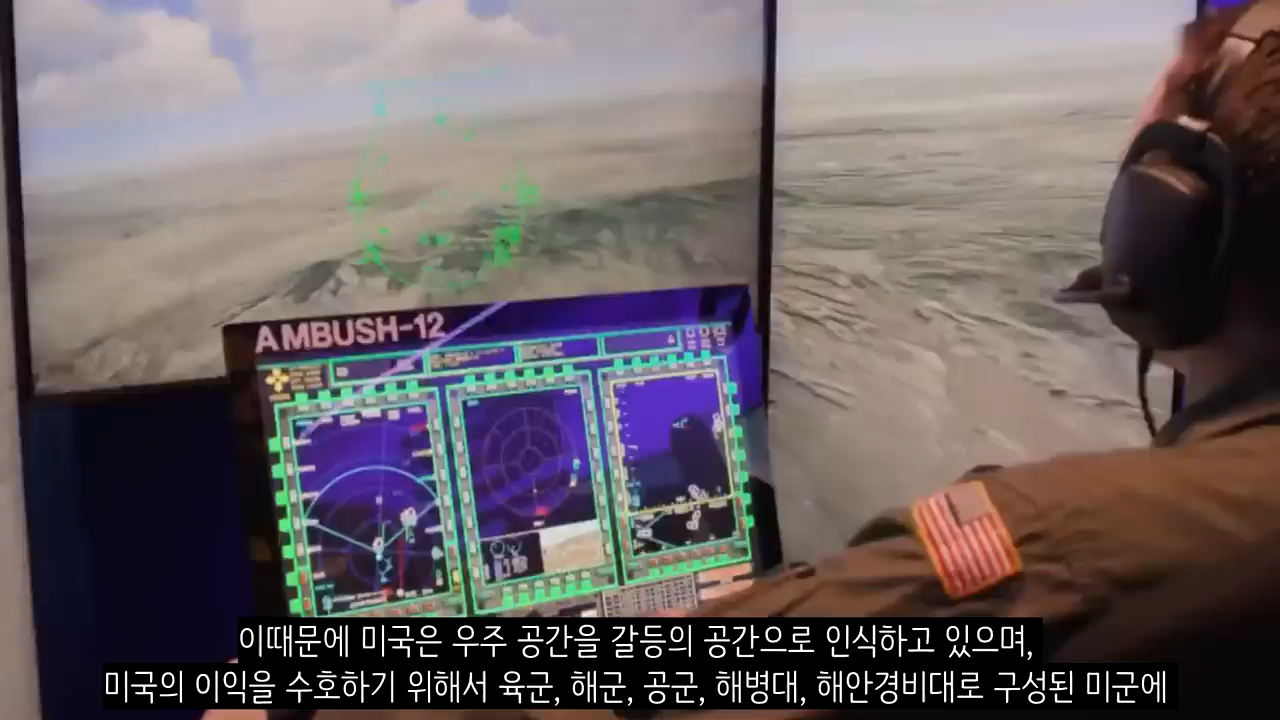 AMBUSH-12
이때문에 미국은 우주 공간을 갈등의 공간으로 인식하고 있으며,
미국의 이익을 수호하기 위해서 육군, 해군, 공군, 해병대, 해안경비대로 구성된 미군에